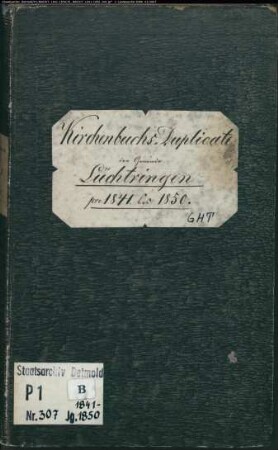 Kirchenbuchs-Duplicate
der Gemeinde
Lüchtringen
pro 1841 bis 1850.
GHT
Staatsarchiv Detmold
P1 B
1841-
Nr. 307 Jg. 1850